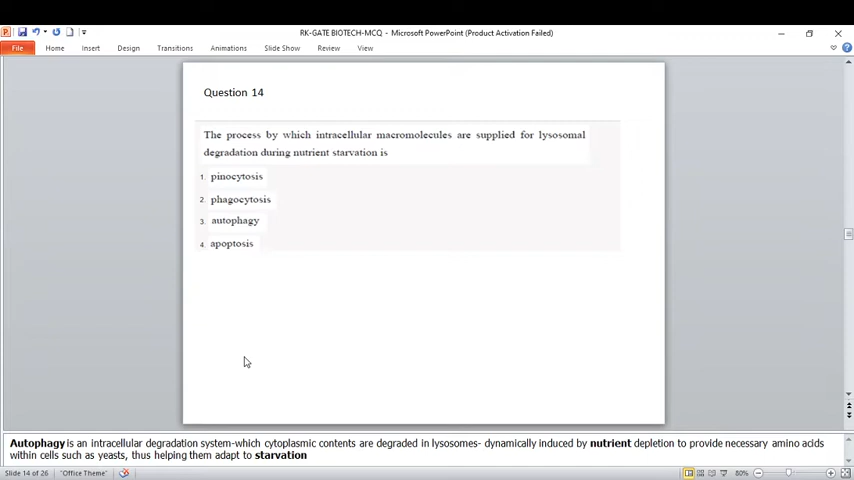 RK-GATE BIOTECH-MCQ - Microsoft PowerPoint (Product Activation Failed)
File Home Insert Design Transitions Animations Slide Show Review View
Question 14
The process by which intracellular macromolecules are supplied for lysosomal
degradation during nutrient starvation is
1. pinocytosis
2. phagocytosis
3. autophagy
4. apoptosis
Autophagy is an intracellular degradation system-which cytoplasmic contents are degraded in lysosomes- dynamically induced by nutrient depletion to provide necessary amino acids
within cells such as yeasts, thus helping them adapt to starvation
Slide 14 of 26 "Office Theme" 80%